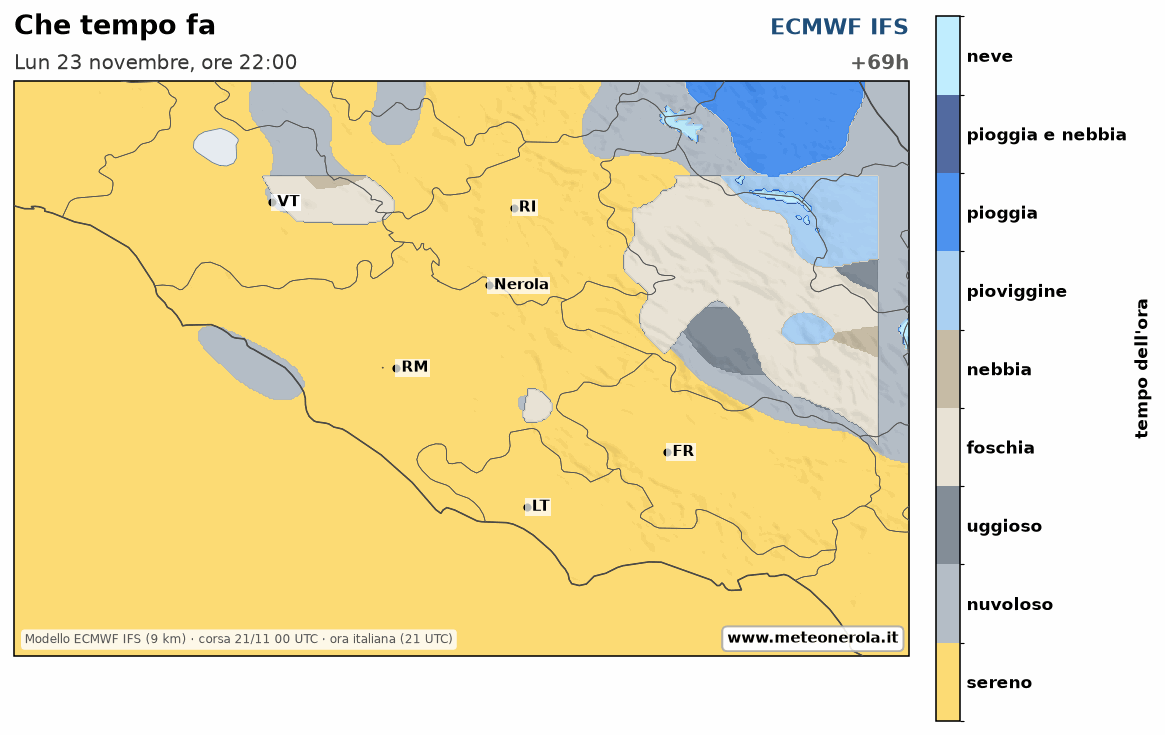 Che tempo fa
ECMWF IFS
Lun 23 novembre, ore 22:00
+69h
VT
RI
Nerola
RM
FR
LT
Modello ECMWF IFS (9 km) · corsa 21/11 00 UTC · ora italiana (21 UTC)
www.meteonerola.it
neve
pioggia e nebbia
pioggia
pioviggine
nebbia
foschia
uggioso
nuvoloso
sereno
tempo dell'ora